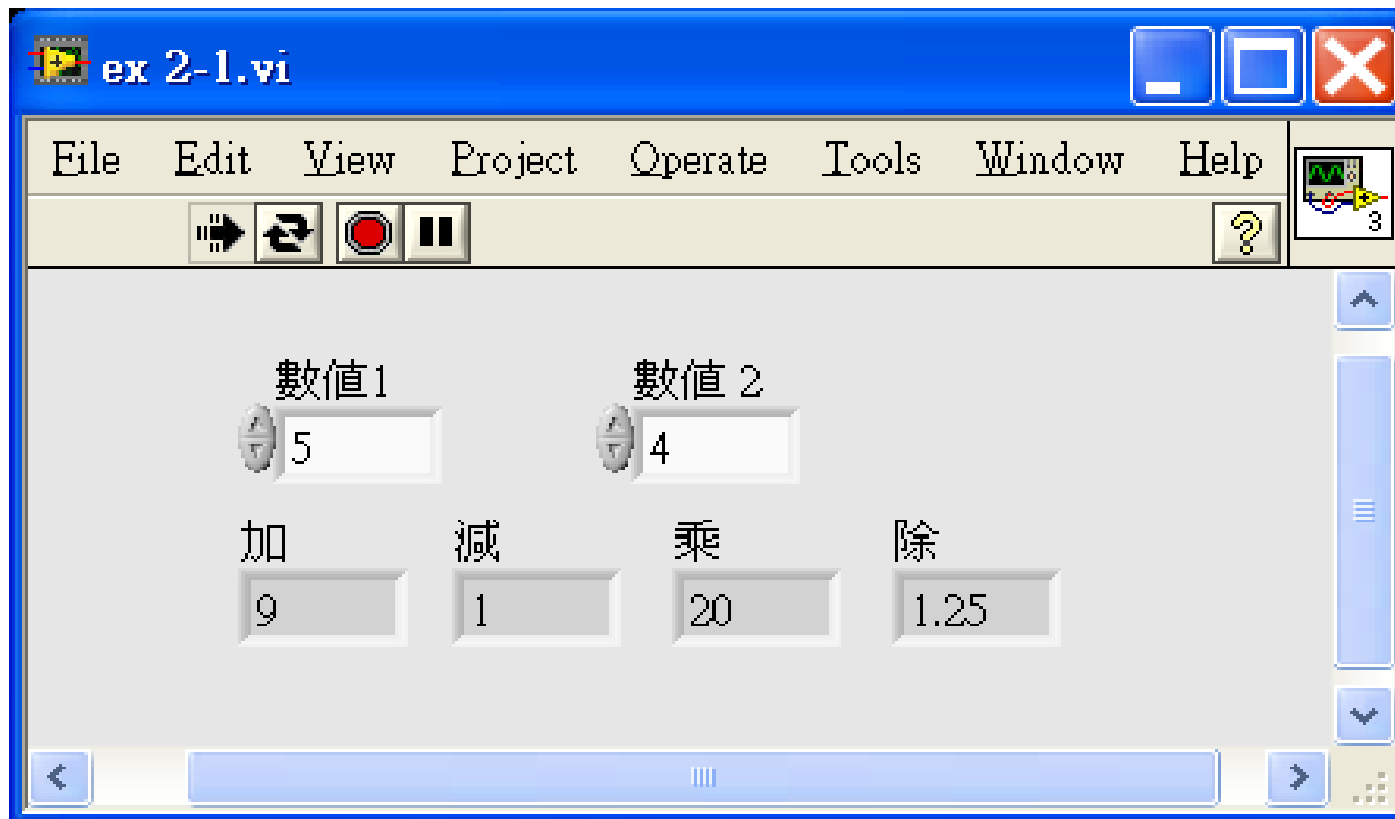 ex 2-1.vi
File Edit View Project Operate Tools Window Help
?
3
數值1 數值 2
5 4
加 減 乘 除
9 1 20 1.25